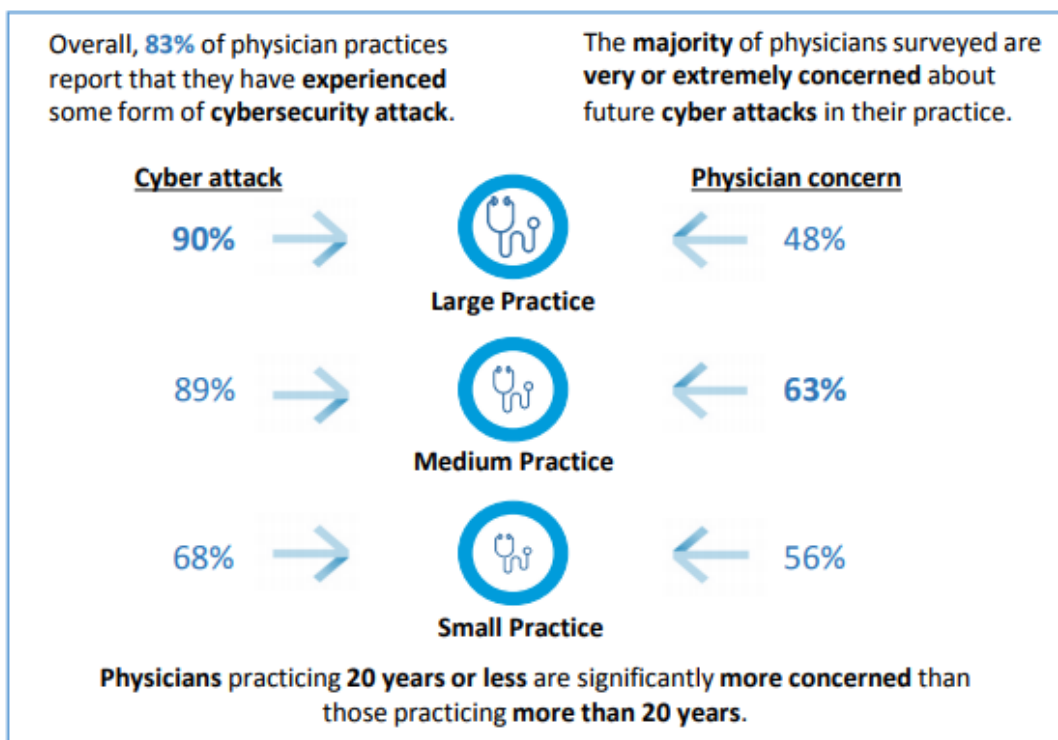 Overall, 83% of physician practices
report that they have experienced
some form of cybersecurity attack.
The majority of physicians surveyed are
very or extremely concerned about
future cyber attacks in their practice.
Cyber attack
Physician concern
90%
48%
Large Practice
89%
63%
Medium Practice
68%
56%
Small Practice
Physicians practicing 20 years or less are significantly more concerned than
those practicing more than 20 years.